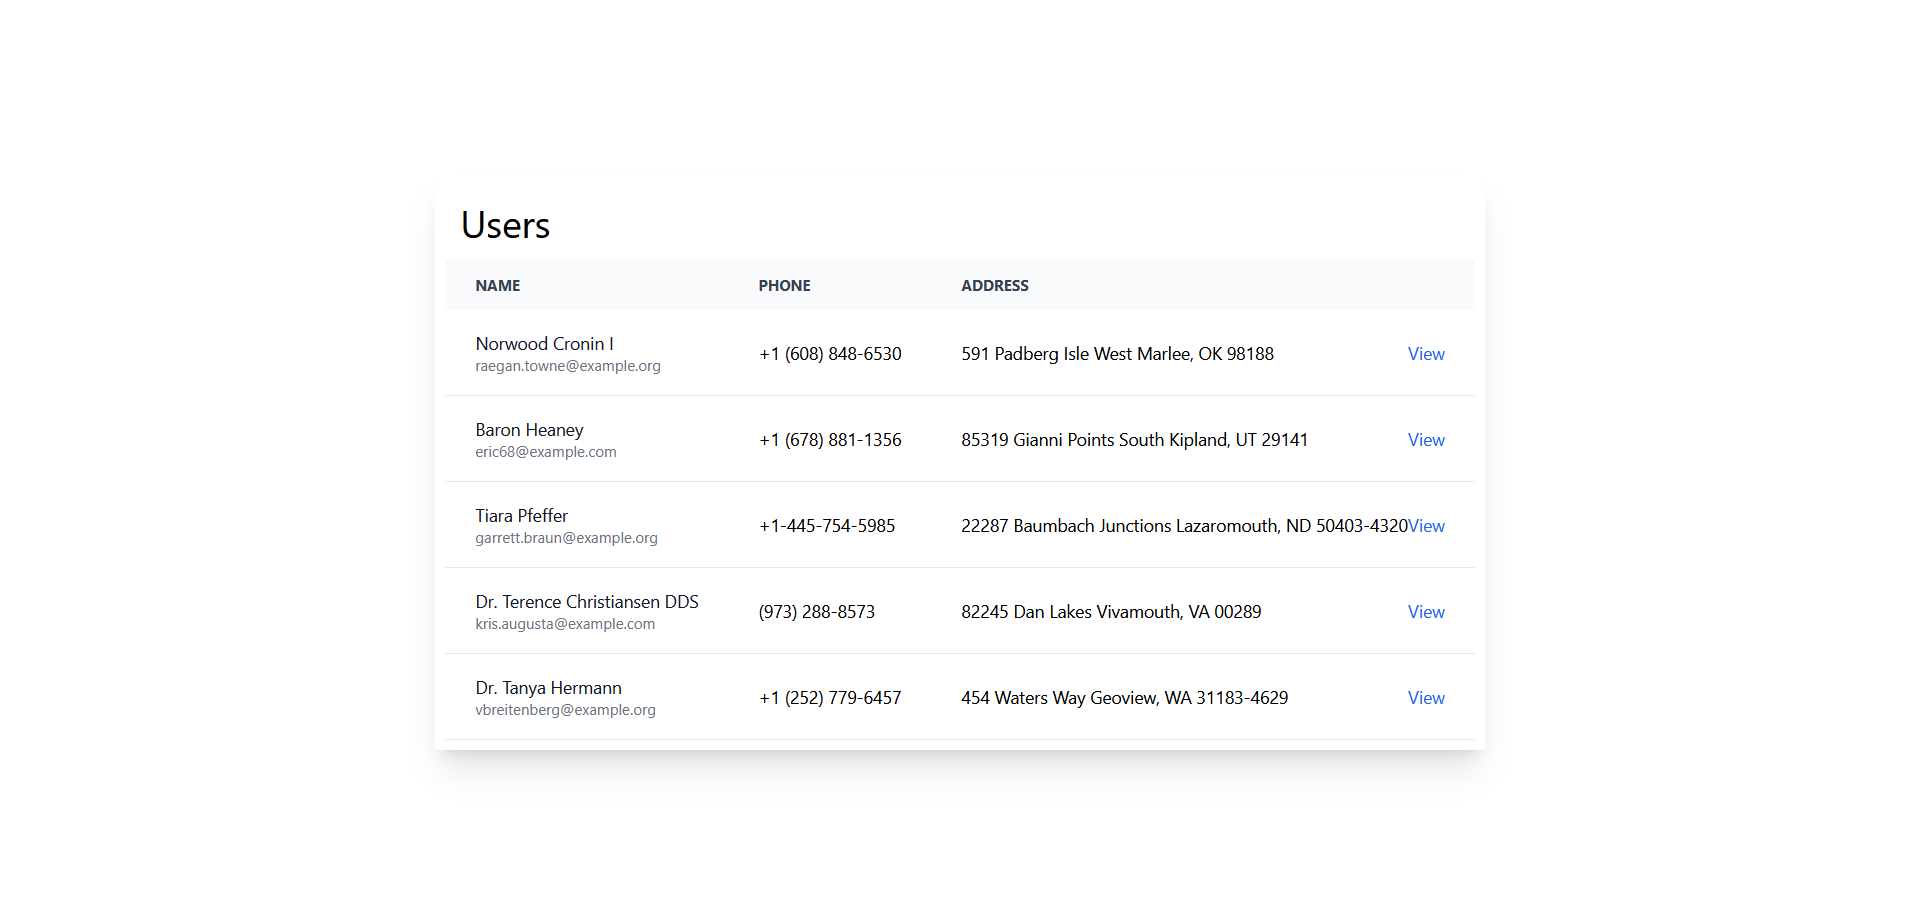 Users
NAME PHONE ADDRESS
Norwood Cronin I
raegan.towne@example.org
+1 (608) 848-6530
591 Padberg Isle West Marlee, OK 98188
View
Baron Heaney
eric68@example.com
+1 (678) 881-1356
85319 Gianni Points South Kipland, UT 29141
View
Tiara Pfeffer
garrett.braun@example.org
+1-445-754-5985
22287 Baumbach Junctions Lazaromouth, ND 50403-4320
View
Dr. Terence Christiansen DDS
kris.augusta@example.com
(973) 288-8573
82245 Dan Lakes Vivamouth, VA 00289
View
Dr. Tanya Hermann
vbreitenberg@example.org
+1 (252) 779-6457
454 Waters Way Geoview, WA 31183-4629
View